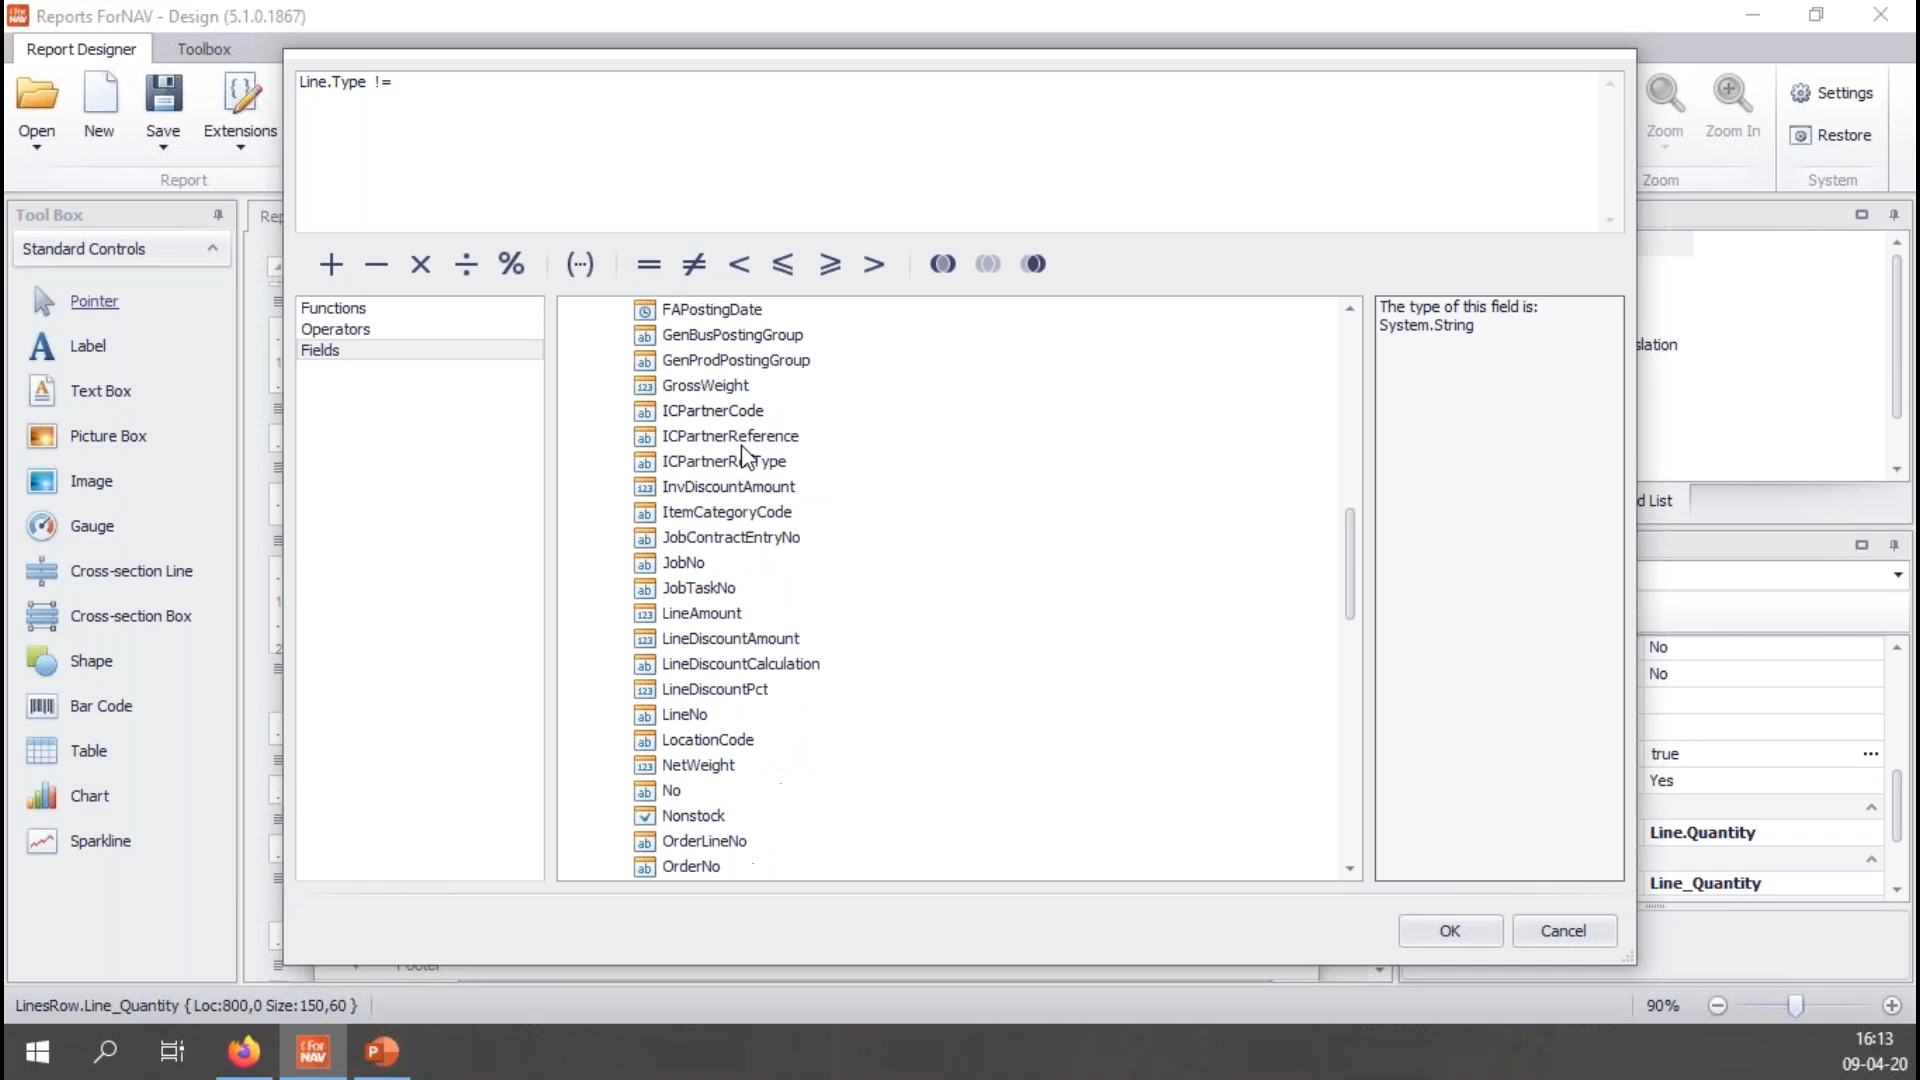 Reports ForNAV - Design (5.1.0.1867)
Report Designer
Toolbox
Open
New
Save
Extensions
Report
Line.Type !=
Zoom
Zoom In
Settings
Restore
Zoom
System
Tool Box
Standard Controls
Pointer
Label
Text Box
Picture Box
Image
Gauge
Cross-section Line
Cross-section Box
Shape
Bar Code
Table
Chart
Sparkline
Functions
Operators
Fields
FAPostingDate
GenBusPostingGroup
GenProdPostingGroup
GrossWeight
ICPartnerCode
ICPartnerReference
InvDiscountAmount
ItemCategoryCode
JobContractEntryNo
JobNo
JobTaskNo
LineAmount
LineDiscountAmount
LineDiscountCalculation
LineDiscountPct
LineNo
LocationCode
NetWeight
No
Nonstock
OrderLineNo
OrderNo
The type of this field is:
System.String
slation
d List
No
No
true
Yes
Line.Quantity
Line_Quantity
OK
Cancel
LinesRow.Line_Quantity { Loc:800,0 Size:150,60 }
90%
16:13
09-04-20